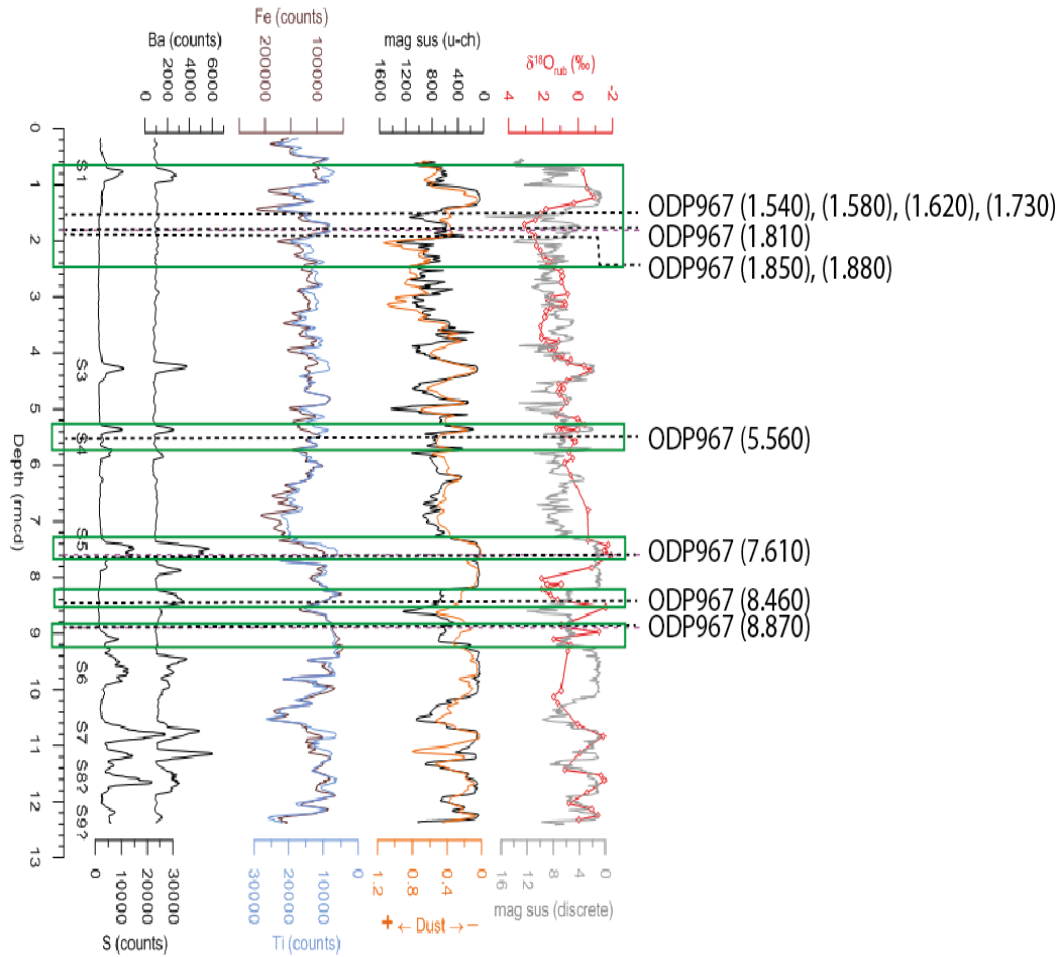 Fe (counts)
200000
100000
Ba (counts)
0
2000
6000
mag sus (u-ch)
1600
1200
800
400
0
δ18Orub (‰)
4
2
0
-2
0
1
2
3
4
5
6
7
8
9
10
11
12
13
Depth (rmcd)
S1
S3
S4
S5
S6
S7
S8?
S9?
ODP967 (1.540), (1.580), (1.620), (1.730)
ODP967 (1.810)
ODP967 (1.850), (1.880)
ODP967 (5.560)
ODP967 (7.610)
ODP967 (8.460)
ODP967 (8.870)
0
10000
20000
30000
S (counts)
30000
20000
10000
0
Ti (counts)
1.2
0.8
0.4
0
+ ← Dust → −
16
12
8
4
0
mag sus (discrete)